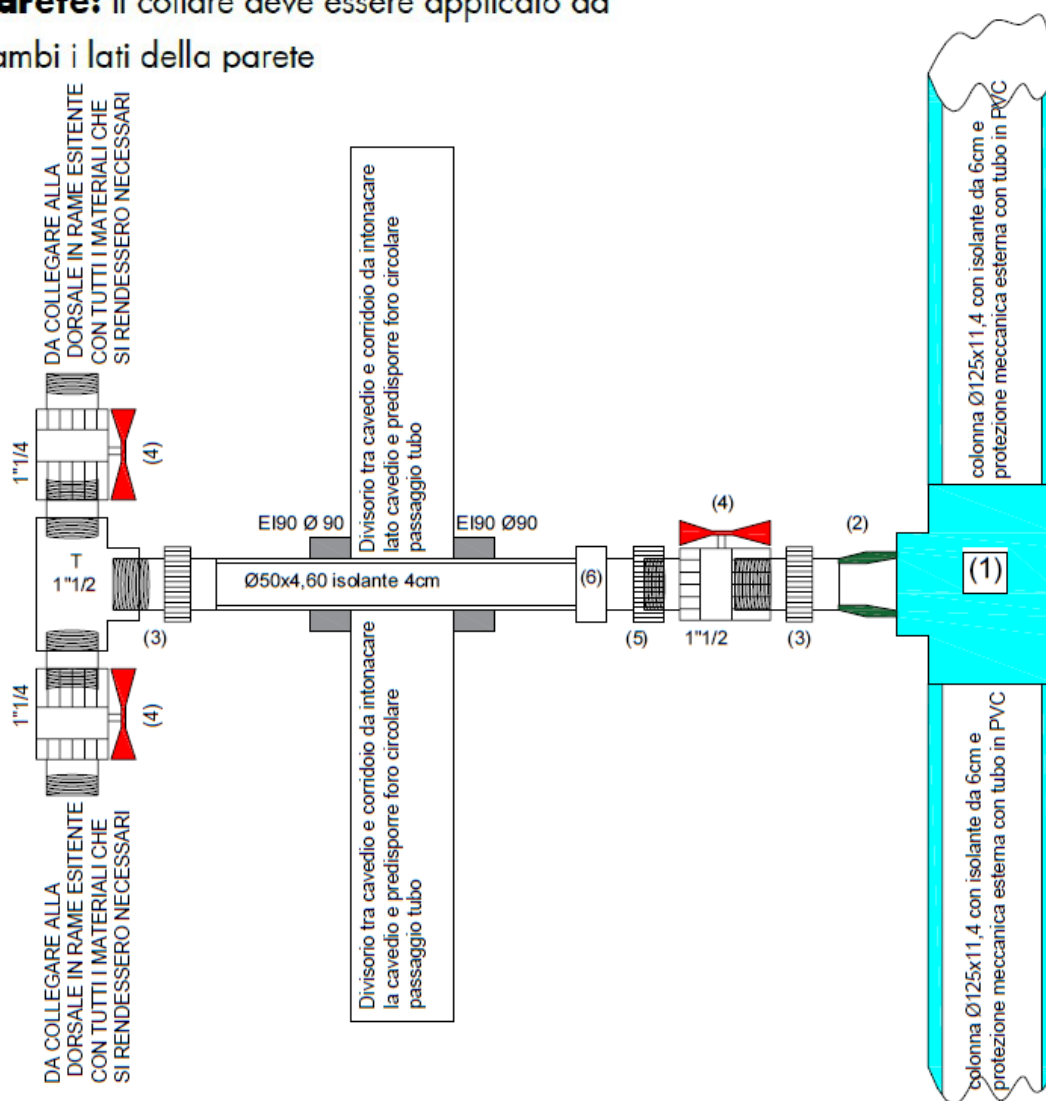 arete: Il collare deve essere applicato ad
ambi i lati della parete
DA COLLEGARE ALLA
DORSALE IN RAME ESITENTE
CON TUTTI I MATERIALI CHE
SI RENDESSERO NECESSARI
1"1/4
(4)
T
1"1/2
(3)
1"1/4
(4)
DA COLLEGARE ALLA
DORSALE IN RAME ESITENTE
CON TUTTI I MATERIALI CHE
SI RENDESSERO NECESSARI
EI90 Ø 90
EI90 Ø90
Divisorio tra cavedio e corridoio da intonacare
lato cavedio e predisporre foro circolare
passaggio tubo
Ø50x4,60 isolante 4cm
Divisorio tra cavedio e corridoio da intonacare
la cavedio e predisporre foro circolare
passaggio tubo
(6)
(5)
(4)
1"1/2
(3)
(2)
(1)
colonna Ø125x11,4 con isolante da 6cm e
protezione meccanica esterna con tubo in PVC
colonna Ø125x11,4 con isolante da 6cm e
protezione meccanica esterna con tubo in PVC